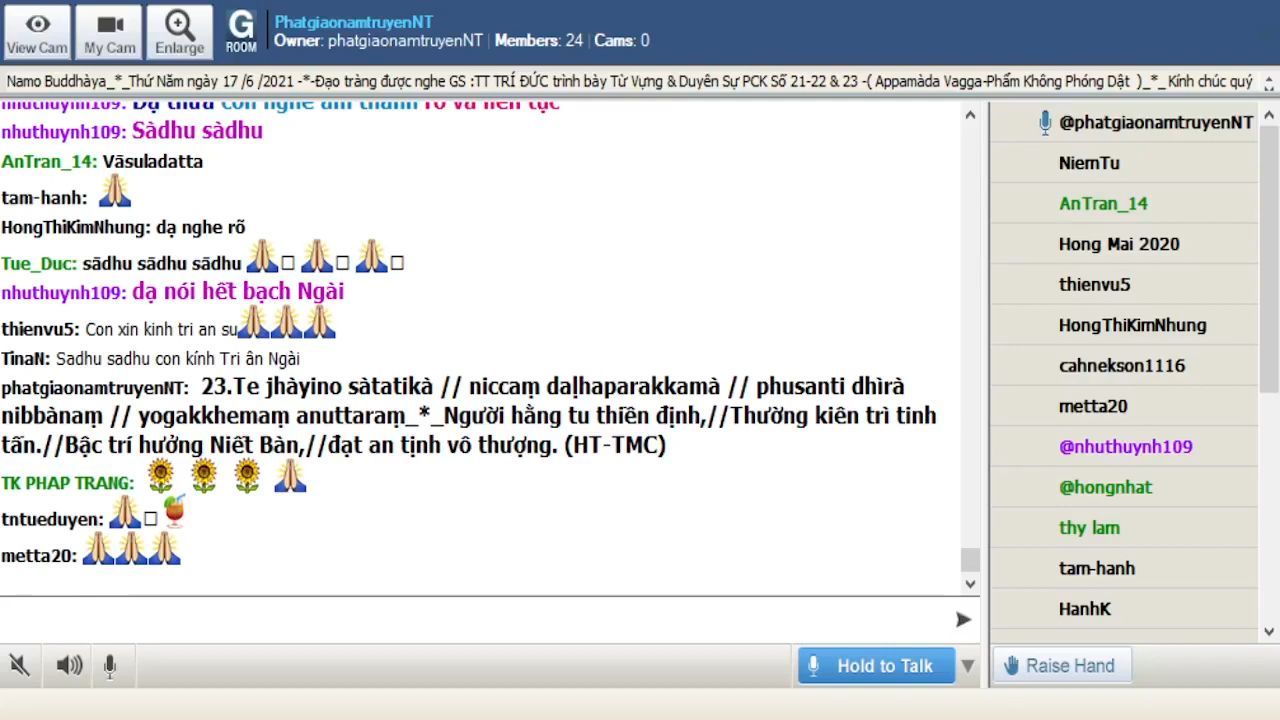 View Cam
My Cam
Enlarge
G
ROOM
PhatgiaonamtruyenNT
Owner: phatgiaonamtruyenNT | Members: 24 | Cams: 0
Namo Buddhàya_*_Thứ Năm ngày 17 /6 /2021 -*-Đạo tràng được nghe GS :TT TRÍ ĐỨC trình bày Từ Vựng & Duyên Sự PCK Số 21-22 & 23 -( Appamàda Vagga-Phẩm Không Phóng Dật )_*_ Kính chúc quý
nhuthuynh109: Dạ thưa con nghe âm thanh rõ và liên tục
nhuthuynh109: Sàdhu sàdhu
AnTran_14: Vāsuladatta
tam-hanh:
HongThiKimNhung: dạ nghe rõ
Tue_Duc: sādhu sādhu sādhu
nhuthuynh109: dạ nói hết bạch Ngài
thienvu5: Con xin kinh tri an su
TinaN: Sadhu sadhu con kính Tri ân Ngài
phatgiaonamtruyenNT: 23.Te jhàyino sàtatikà // niccaṃ daḷhaparakkamà // phusanti dhìrà
nibbànaṃ // yogakkhemaṃ anuttaraṃ_*_Người hằng tu thiền định,//Thường kiên trì tinh
tấn.//Bậc trí hưởng Niết Bàn,//đạt an tịnh vô thượng. (HT-TMC)
TK PHAP TRANG:
tntueduyen:
metta20:
@phatgiaonamtruyenNT
NiemTu
AnTran_14
Hong Mai 2020
thienvu5
HongThiKimNhung
cahnekson1116
metta20
@nhuthuynh109
@hongnhat
thy lam
tam-hanh
HanhK
Hold to Talk
Raise Hand